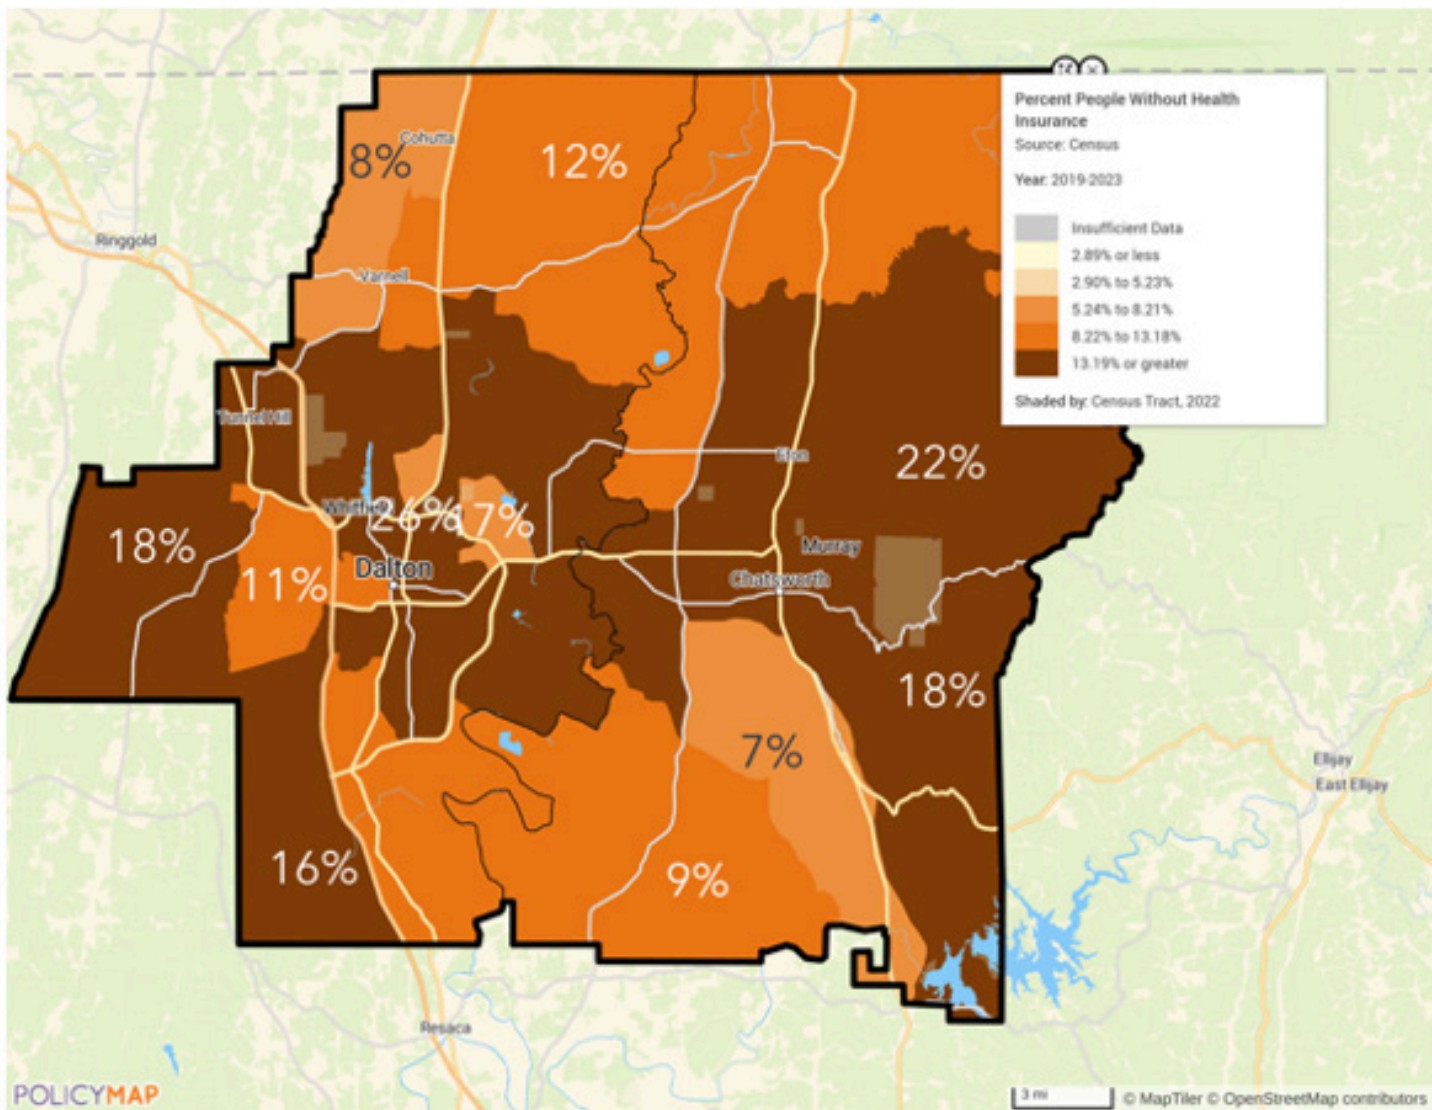 Cohutta
8%
12%
Percent People Without Health
Insurance
Source: Census
Year: 2019-2023
Insufficient Data
2.89% or less
2.90% to 5.23%
5.24% to 8.21%
8.22% to 13.18%
13.19% or greater
Shaded by: Census Tract, 2022
Ringgold
Varnell
Tunnel Hill
Eton
22%
Whitfield
26%
17%
18%
Murray
11%
Dalton
Chatsworth
18%
7%
Ellijay
East Ellijay
16%
9%
Resaca
POLICYMAP
3 mi
© MapTiler © OpenStreetMap contributors